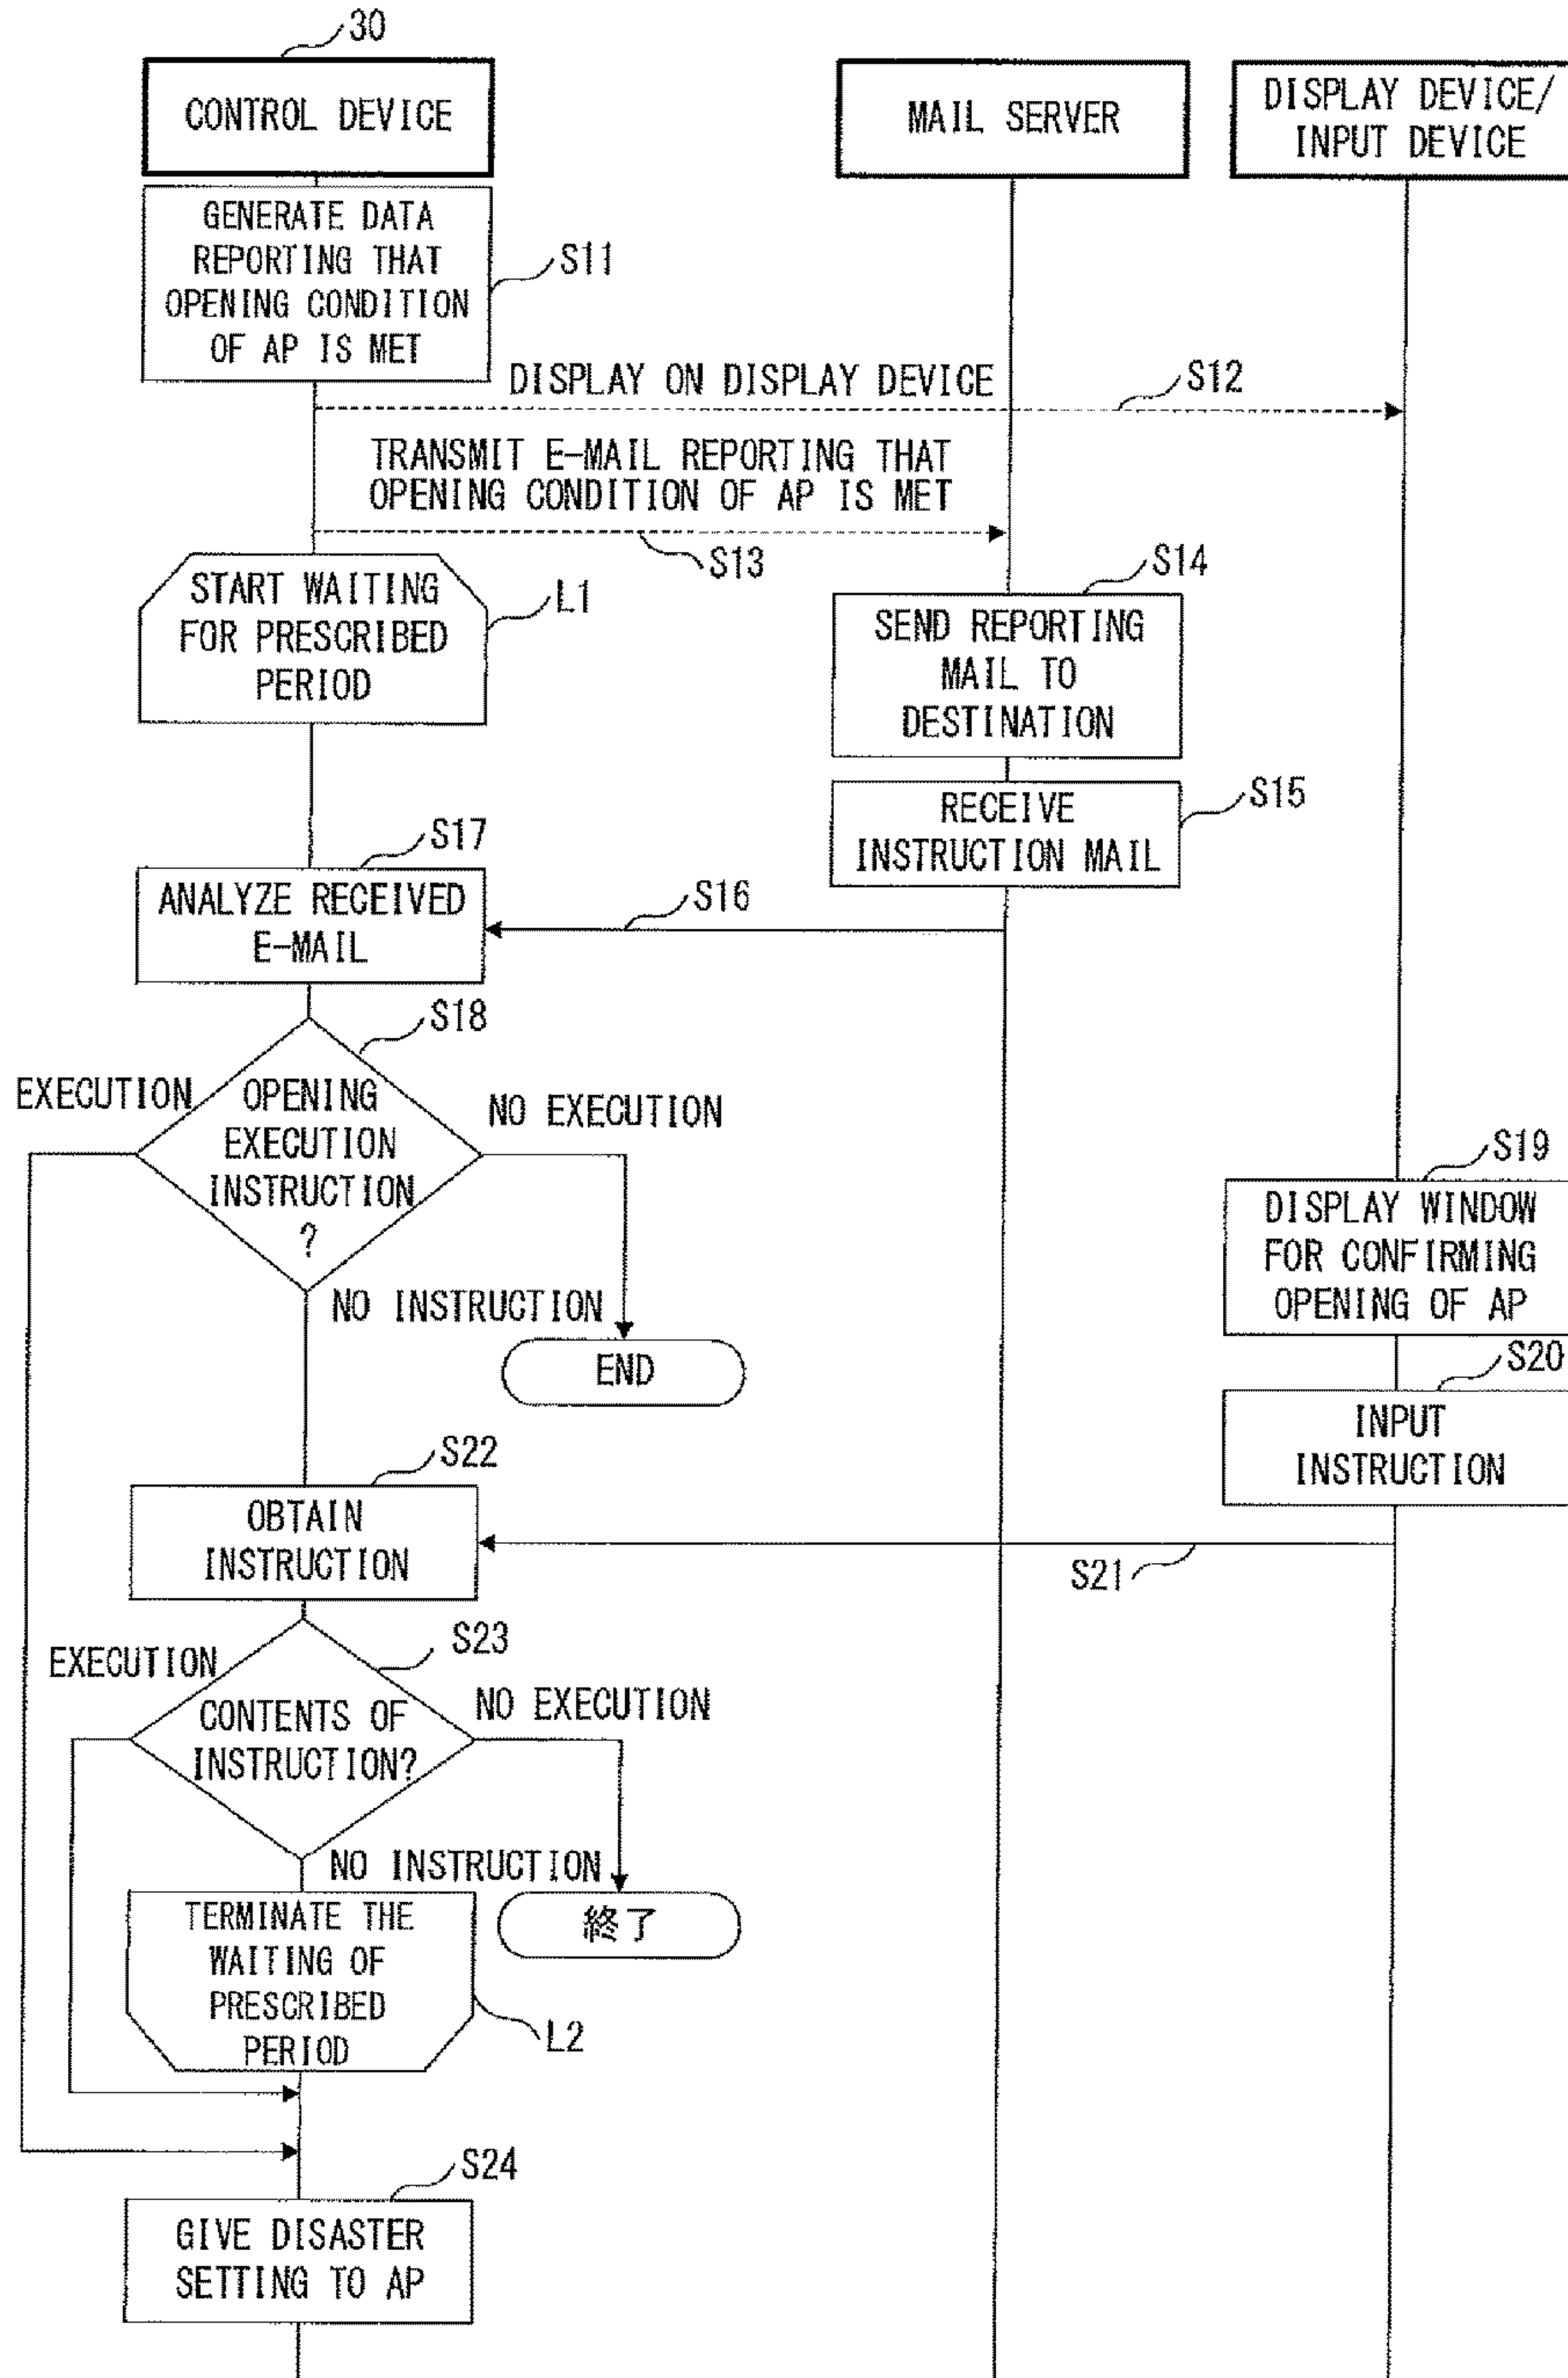 30
CONTROL DEVICE
MAIL SERVER
DISPLAY DEVICE/
INPUT DEVICE
GENERATE DATA
REPORTING THAT
OPENING CONDITION
OF AP IS MET
S11
DISPLAY ON DISPLAY DEVICE
S12
TRANSMIT E-MAIL REPORTING THAT
OPENING CONDITION OF AP IS MET
S13
START WAITING
FOR PRESCRIBED
PERIOD
L1
S14
SEND REPORTING
MAIL TO
DESTINATION
RECEIVE
INSTRUCTION MAIL
S15
S17
ANALYZE RECEIVED
E-MAIL
S16
S18
EXECUTION
OPENING
EXECUTION
INSTRUCTION
?
NO EXECUTION
NO INSTRUCTION
END
S19
DISPLAY WINDOW
FOR CONFIRMING
OPENING OF AP
S20
INPUT
INSTRUCTION
S22
OBTAIN
INSTRUCTION
S21
S23
EXECUTION
CONTENTS OF
INSTRUCTION?
NO EXECUTION
NO INSTRUCTION
終了
TERMINATE THE
WAITING OF
PRESCRIBED
PERIOD
L2
S24
GIVE DISASTER
SETTING TO AP